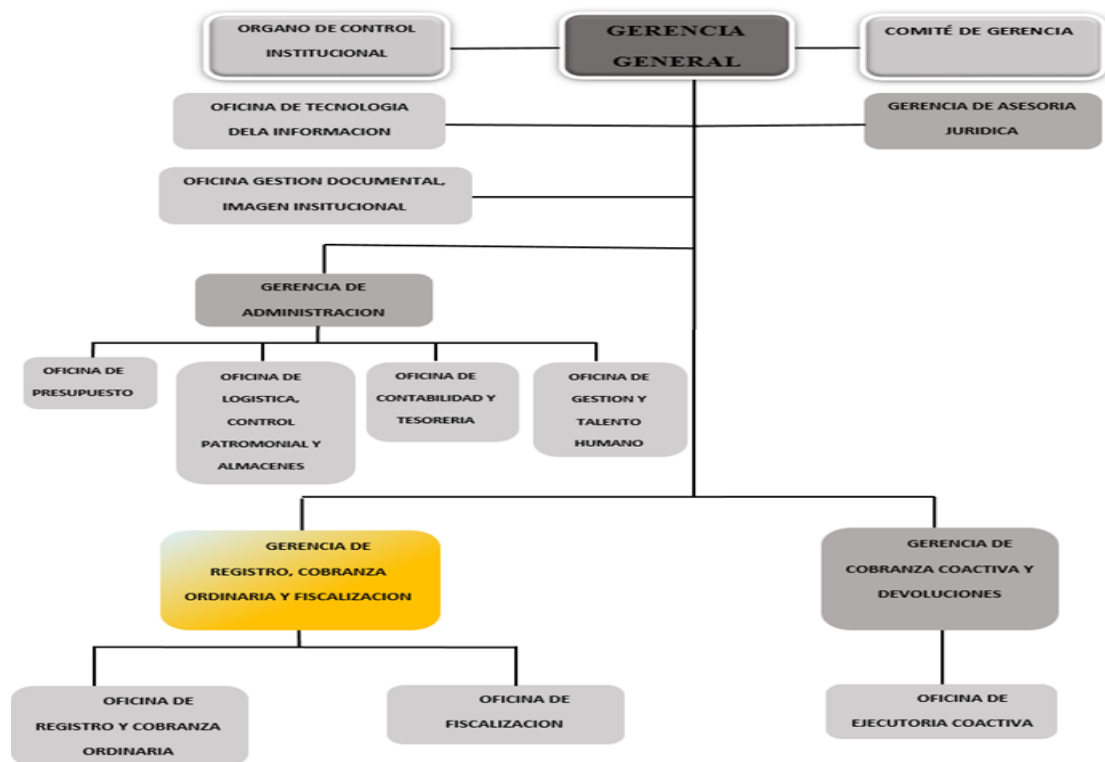 ORGANO DE CONTROL
INSTITUCIONAL
GERENCIA
GENERAL
COMITÉ DE GERENCIA
OFICINA DE TECNOLOGIA
DELA INFORMACION
GERENCIA DE ASESORIA
JURIDICA
OFICINA GESTION DOCUMENTAL,
IMAGEN INSITUCIONAL
GERENCIA DE
ADMINISTRACION
OFICINA DE
PRESUPUESTO
OFICINA DE
LOGISTICA,
CONTROL
PATROMONIAL Y
ALMACENES
OFICINA DE
CONTABILIDAD Y
TESORERIA
OFICINA DE
GESTION Y
TALENTO
HUMANO
GERENCIA DE
REGISTRO, COBRANZA
ORDINARIA Y FISCALIZACION
GERENCIA DE
COBRANZA COACTIVA Y
DEVOLUCIONES
OFICINA DE
REGISTRO Y COBRANZA
ORDINARIA
OFICINA DE
FISCALIZACION
OFICINA DE
EJECUTORIA COACTIVA